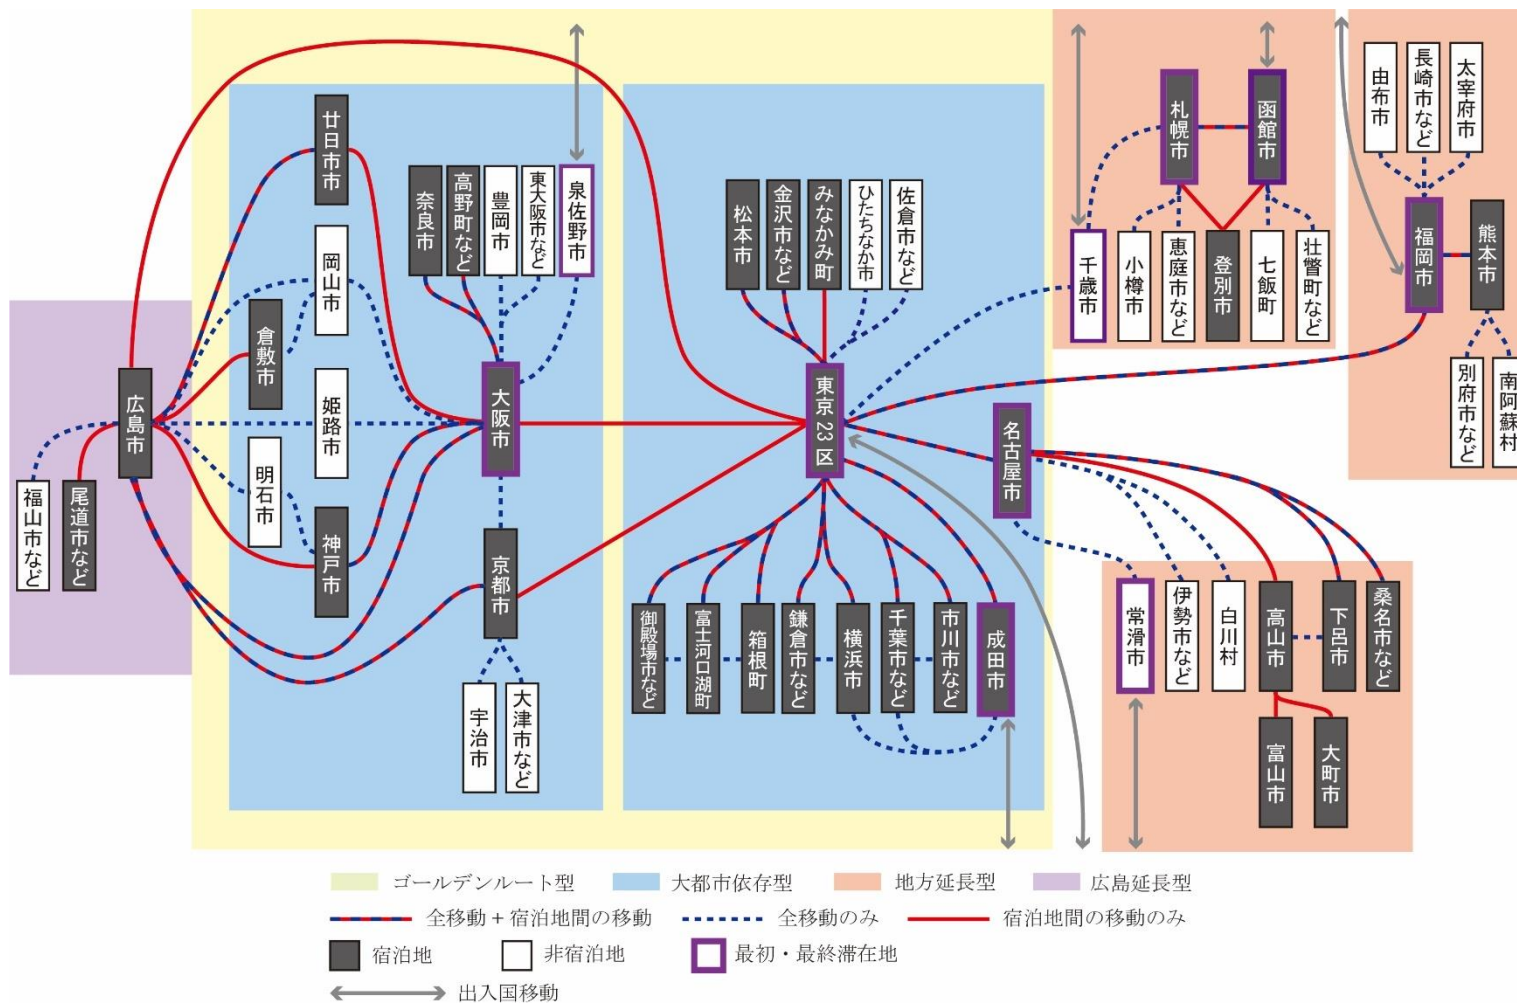 廿日市市
岡山市
倉敷市
姫路市
明石市
神戸市
広島市
福山市など
尾道市など
奈良市
高野町など
豊岡市
東大阪市など
泉佐野市
大阪市
京都市
宇治市
大津市など
松本市
金沢市など
みなかみ町
ひたちなか市
佐倉市など
東京23区
御殿場市など
富士河口湖町
箱根町
鎌倉市など
横浜市
千葉市など
市川市など
成田市
名古屋市
札幌市
函館市
千歳市
小樽市
恵庭市など
登別市
七飯町
壮瞥町など
由布市
長崎市など
太宰府市
福岡市
熊本市
別府市など
南阿蘇村
常滑市
伊勢市など
白川村
高山市
下呂市
桑名市など
富山市
大町市
ゴールデンルート型
大都市依存型
地方延長型
広島延長型
全移動+宿泊地間の移動
全移動のみ
宿泊地間の移動のみ
宿泊地
非宿泊地
最初・最終滞在地
出入国移動